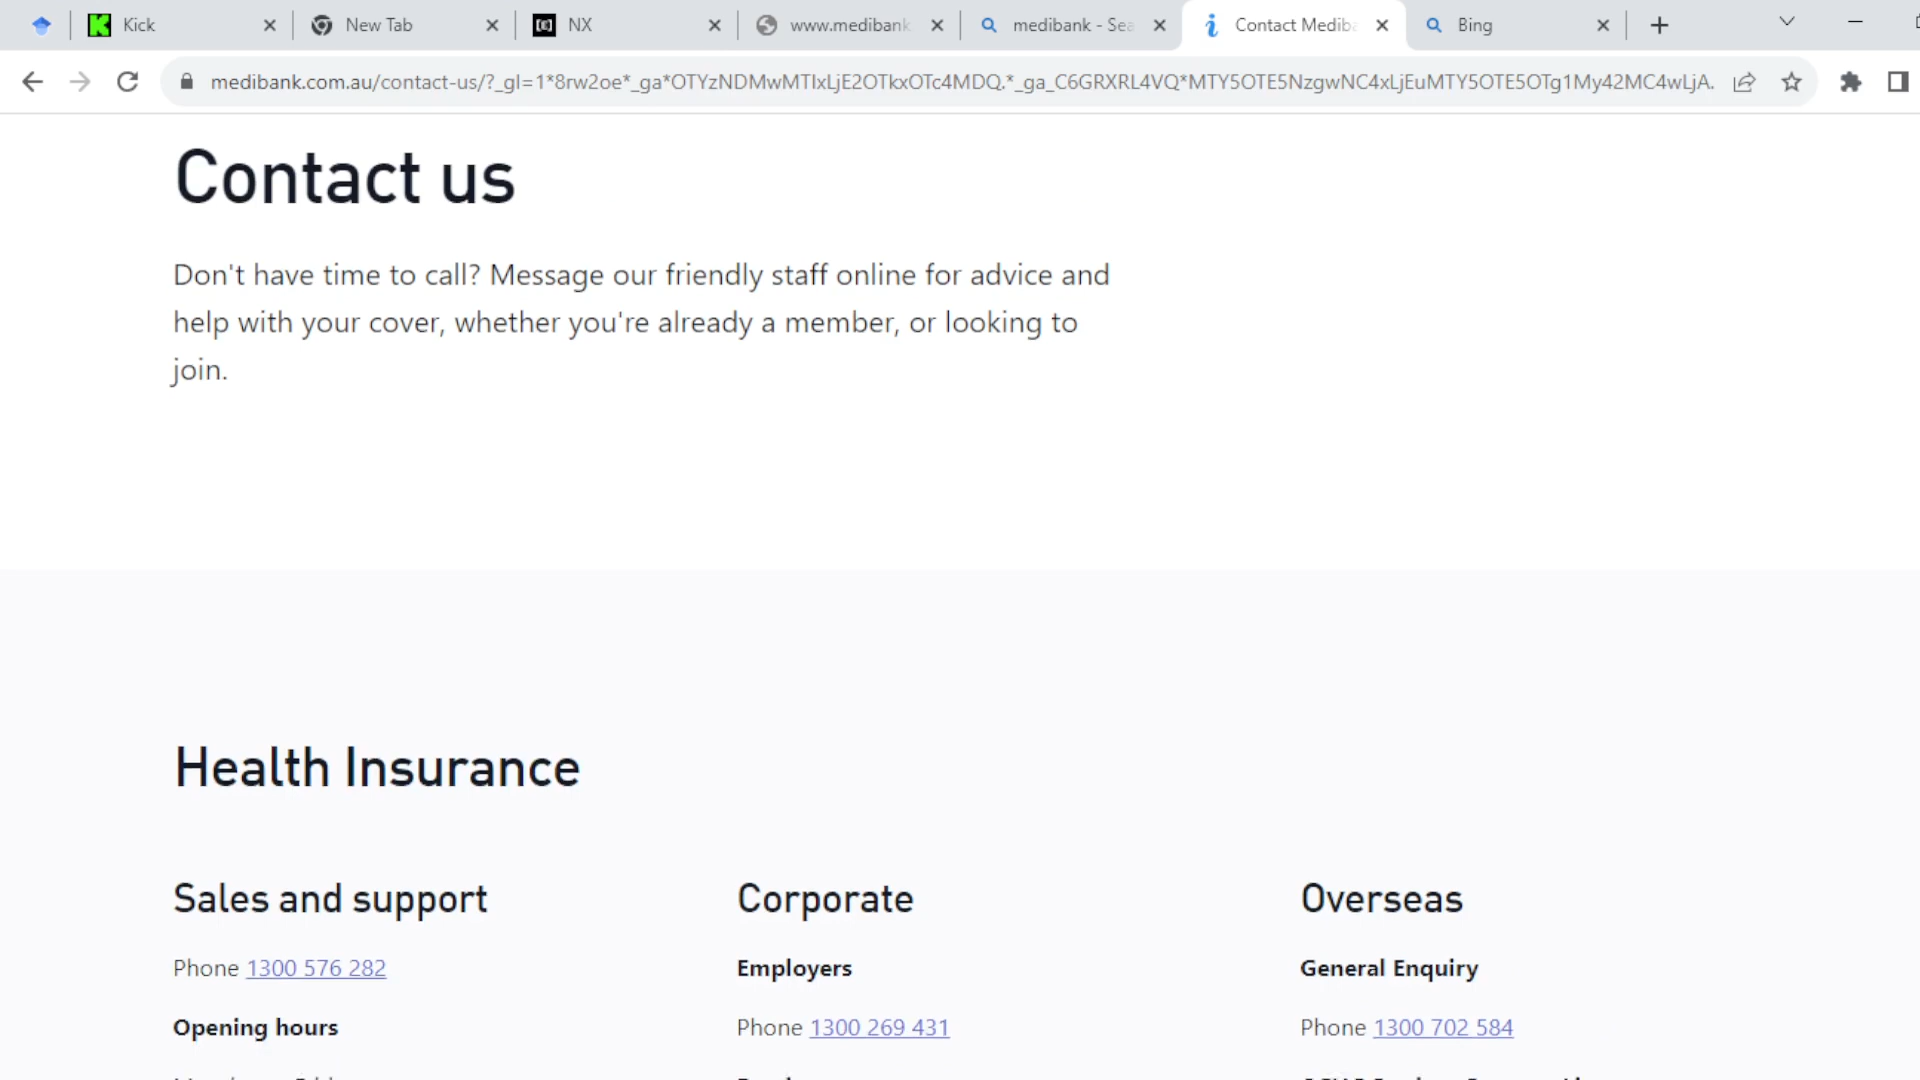 Kick
New Tab
NX
www.medibank
medibank - Sea
Contact Mediba
Bing
medibank.com.au/contact-us/?_gl=1*8rw2oe*_ga*OTYzNDMwMTIxLjE2OTkxOTc4MDQ.*_ga_C6GRXRL4VQ*MTY5OTE5NzgwNC4xLjEuMTY5OTE5OTg1My42MC4wLjA.
Contact us
Don't have time to call? Message our friendly staff online for advice and
help with your cover, whether you're already a member, or looking to
join.
Health Insurance
Sales and support
Corporate
Overseas
Phone 1300 576 282
Employers
General Enquiry
Opening hours
Phone 1300 269 431
Phone 1300 702 584